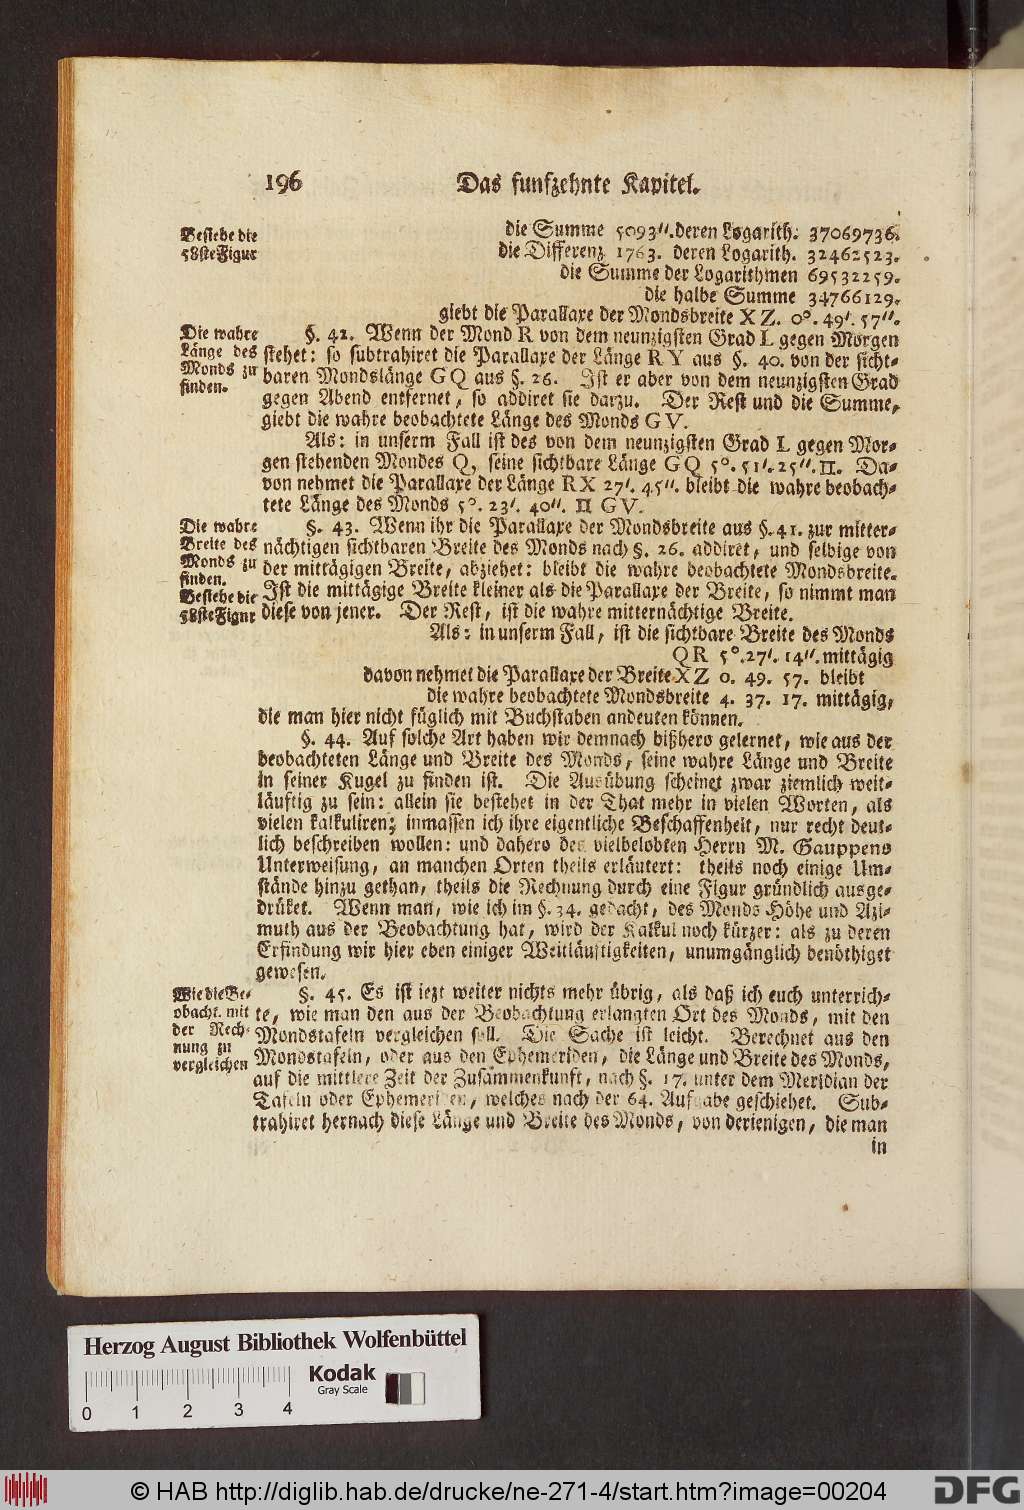 196 Das funfzehnte Kapitel.
Bestehe die
58ste Figur
die Summe 5093″. deren Logarith. 37069736.
die Differenz 1763. deren Logarith. 32462523.
die Summe der Logarithmen 69532259.
die halbe Summe 34766129.
giebt die Parallaxe der Mondsbreite X Z. 0°. 49′. 57″.
Die wahre
Länge des
Monds zu
finden.
§. 42. Wenn der Mond R von dem neunzigsten Grad L gegen Morgen
stehet: so subtrahiret die Parallaxe der Länge R Y aus §. 40. von der sicht-
baren Mondslänge G Q aus §. 26. Ist er aber von dem neunzigsten Grad
gegen Abend entfernet, so addiret sie darzu. Der Rest und die Summe,
giebt die wahre beobachtete Länge des Monds G V.
Als: in unserm Fall ist des von dem neunzigsten Grad L gegen Mor-
gen stehenden Mondes Q, seine sichtbare Länge G Q 5°. 51′. 25″. ♊. Da-
von nehmet die Parallaxe der Länge R X 27′. 45″. bleibt die wahre beobach-
tete Länge des Monds 5°. 23′. 40″. ♊ G V.
Die wahre
Breite des
Monds zu
finden.
Bestehe die
58ste Figur
§. 43. Wenn ihr die Parallaxe der Mondsbreite aus §. 41. zur mitter-
nächtigen sichtbaren Breite des Monds nach §. 26. addiret, und selbige von
der mittägigen Breite, abziehet: bleibt die wahre beobachtete Mondsbreite.
Ist die mittägige Breite kleiner als die Parallaxe der Breite, so nimmt man
diese von jener. Der Rest, ist die wahre mitternächtige Breite.
Als: in unserm Fall, ist die sichtbare Breite des Monds
Q R 5°. 27′. 14″. mittägig
davon nehmet die Parallaxe der Breite X Z 0. 49. 57. bleibt
die wahre beobachtete Mondsbreite 4. 37. 17. mittägig,
die man hier nicht füglich mit Buchstaben andeuten können.
§. 44. Auf solche Art haben wir demnach bißhero gelernet, wie aus der
beobachteten Länge und Breite des Monds, seine wahre Länge und Breite
in seiner Kugel zu finden ist. Die Ausübung scheinet zwar ziemlich weit-
läuftig zu sein: allein sie bestehet in der That mehr in vielen Worten, als
vielen kalkuliren; inmassen ich ihre eigentliche Beschaffenheit, nur recht deut-
lich beschreiben wollen: und dahero des vielbelobten Herrn M. Gauppens
Unterweisung, an manchen Orten theils erläutert: theils noch einige Um-
stände hinzu gethan, theils die Rechnung durch eine Figur gründlich ausge-
drüket. Wenn man, wie ich im §. 34. gedacht, des Monds Höhe und Azi-
muth aus der Beobachtung hat, wird der Kalkul noch kürzer: als zu deren
Erfindung wir hier eben einiger Weitläuftigkeiten, unumgänglich benöthiget
gewesen.
Wie die Be-
obacht. mit
der Rech-
nung zu
vergleichen
§. 45. Es ist iezt weiter nichts mehr übrig, als daß ich euch unterrich-
te, wie man den aus der Beobachtung erlangten Ort des Monds, mit den
Mondstafeln vergleichen soll. Die Sache ist leicht. Berechnet aus den
Mondstafeln, oder aus den Ephemeriden, die Länge und Breite des Monds,
auf die mittlere Zeit der Zusammenkunft, nach §. 17. unter dem Meridian der
Tafeln oder Ephemeriden, welches nach der 64. Aufgabe geschiehet. Sub-
trahiret hernach diese Länge und Breite des Monds, von derienigen, die man
in
Herzog August Bibliothek Wolfenbüttel
Kodak
Gray Scale
0 1 2 3 4
© HAB http://diglib.hab.de/drucke/ne-271-4/start.htm?image=00204
DFG